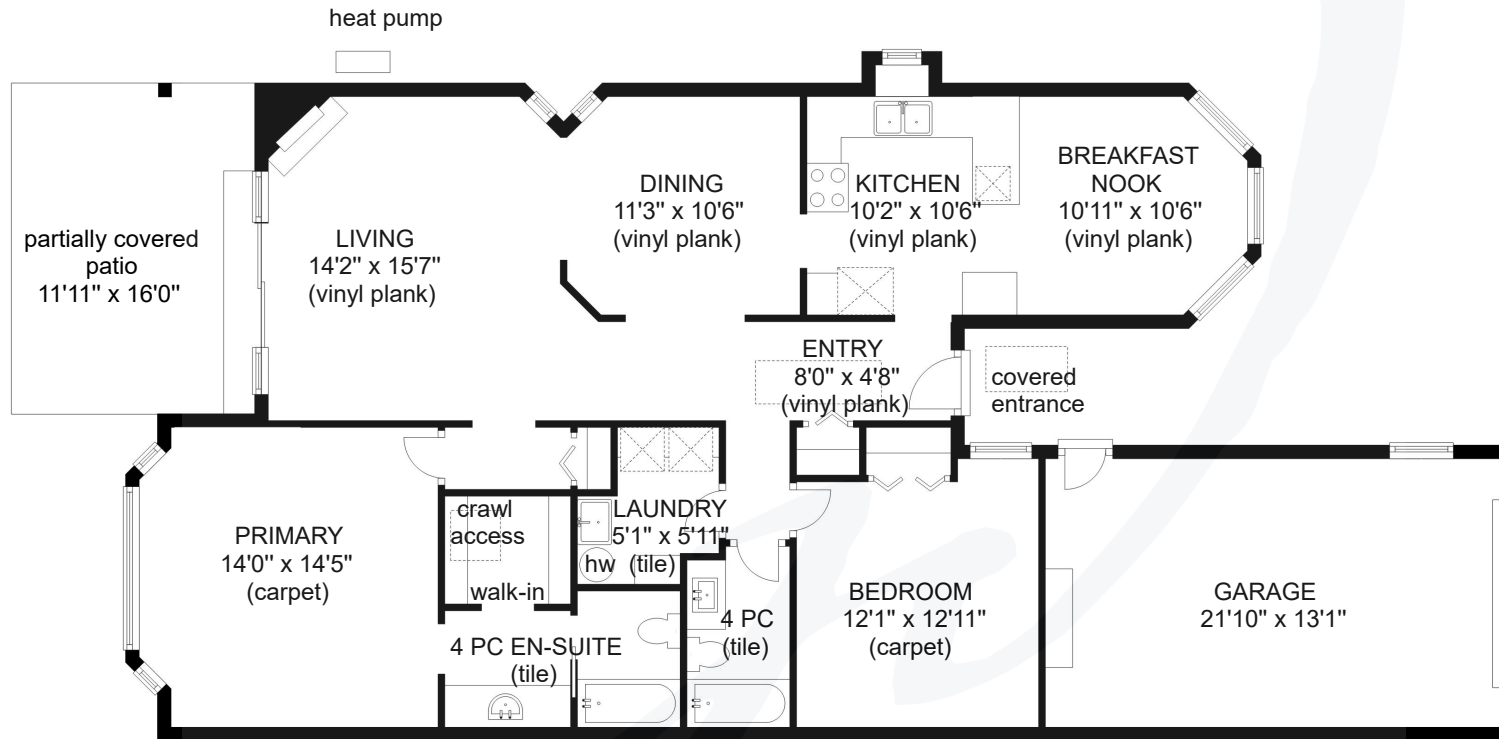 heat pump
partially covered
patio
11'11" x 16'0"
LIVING
14'2" x 15'7"
(vinyl plank)
DINING
11'3" x 10'6"
(vinyl plank)
KITCHEN
10'2" x 10'6"
(vinyl plank)
BREAKFAST
NOOK
10'11" x 10'6"
(vinyl plank)
ENTRY
8'0" x 4'8"
(vinyl plank)
covered
entrance
PRIMARY
14'0" x 14'5"
(carpet)
crawl
access
walk-in
LAUNDRY
5'1" x 5'11"
(tile)
hw
4 PC EN-SUITE
(tile)
4 PC
(tile)
BEDROOM
12'1" x 12'11"
(carpet)
GARAGE
21'10" x 13'1"